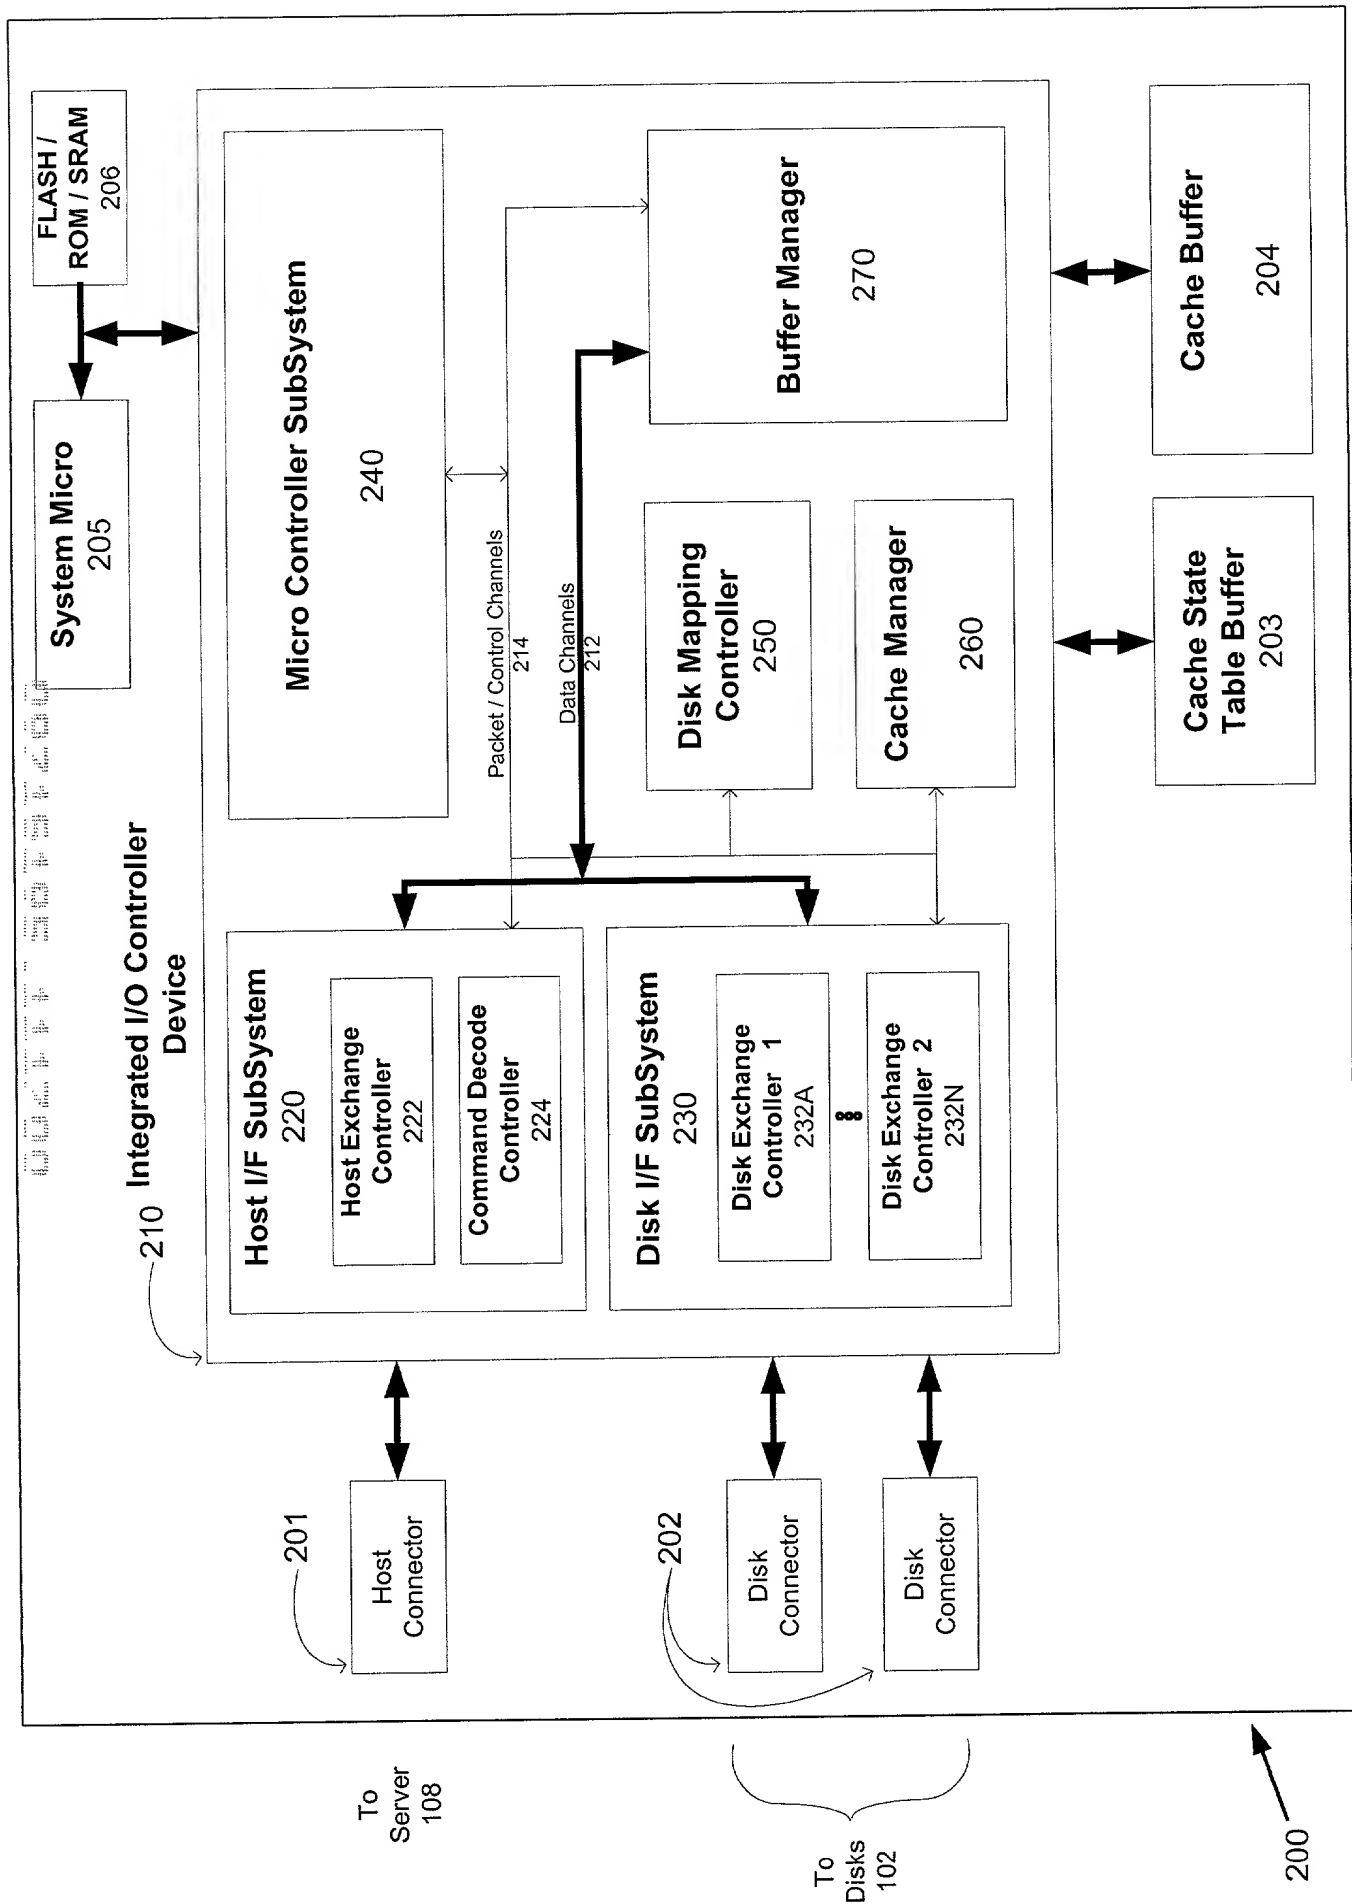 FLASH /
ROM / SRAM
206
System Micro
205
210
Integrated I/O Controller
Device
Micro Controller SubSystem
240
Host I/F SubSystem
220
Host Exchange
Controller
222
Command Decode
Controller
224
Packet / Control Channels
214
Data Channels
212
Disk I/F SubSystem
230
Disk Exchange
Controller 1
232A
Disk Exchange
Controller 2
232N
Disk Mapping
Controller
250
Cache Manager
260
Buffer Manager
270
201
Host
Connector
202
Disk
Connector
Disk
Connector
Cache State
Table Buffer
203
Cache Buffer
204
To
Server
108
To
Disks
102
200